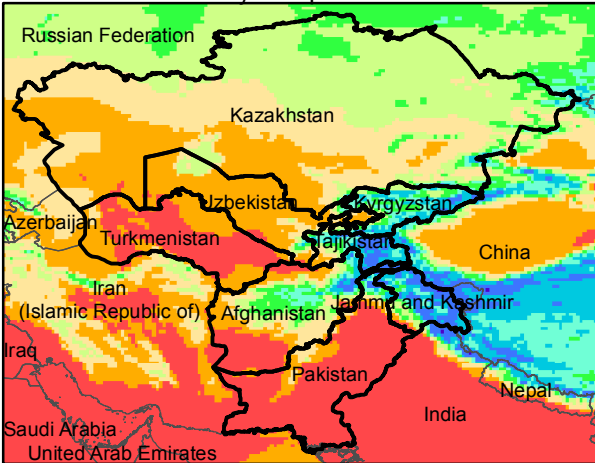 Russian Federation
Kazakhstan
Izbekistan
Kyrgyzstan
Azerbaijan
Turkmenistan
Tajikistan
China
Iran
(Islamic Republic of)
Afghanistan
Jammu and Kashmir
Iraq
Pakistan
Nepal
India
Saudi Arabia
United Arab Emirates